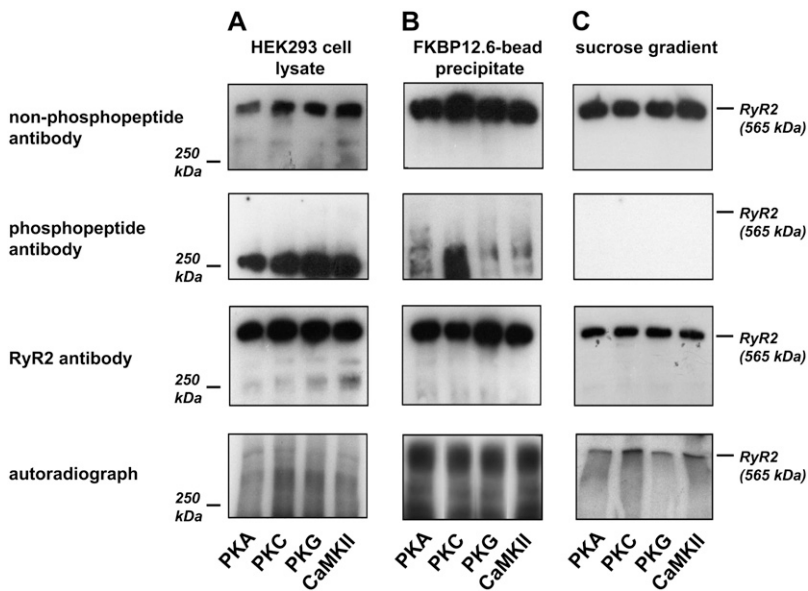 A
B
C
HEK293 cell
lysate
FKBP12.6-bead
precipitate
sucrose gradient
non-phosphopeptide
antibody
250
kDa
RyR2
(565 kDa)
phosphopeptide
antibody
250
kDa
RyR2
(565 kDa)
RyR2 antibody
250
kDa
RyR2
(565 kDa)
autoradiograph
250
kDa
RyR2
(565 kDa)
PKA
PKC
PKG
CaMKII
PKA
PKC
PKG
CaMKII
PKA
PKC
PKG
CaMKII